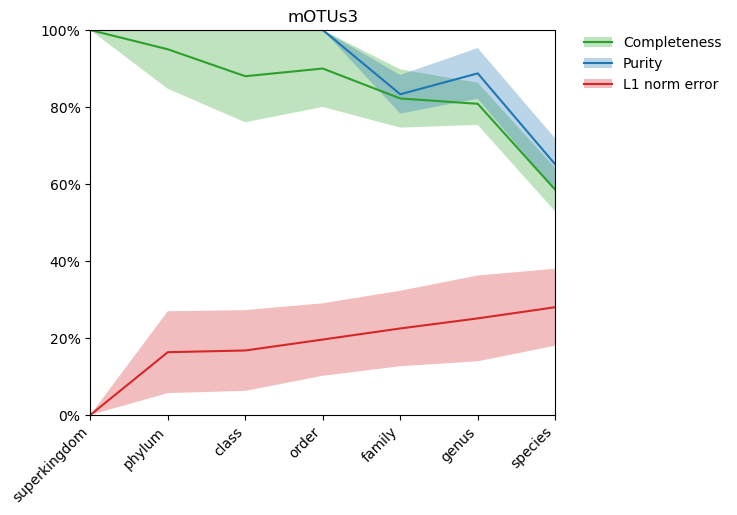 mOTUs3
100%
80%
60%
40%
20%
0%
superkingdom
phylum
class
order
family
genus
species
Completeness
Purity
L1 norm error